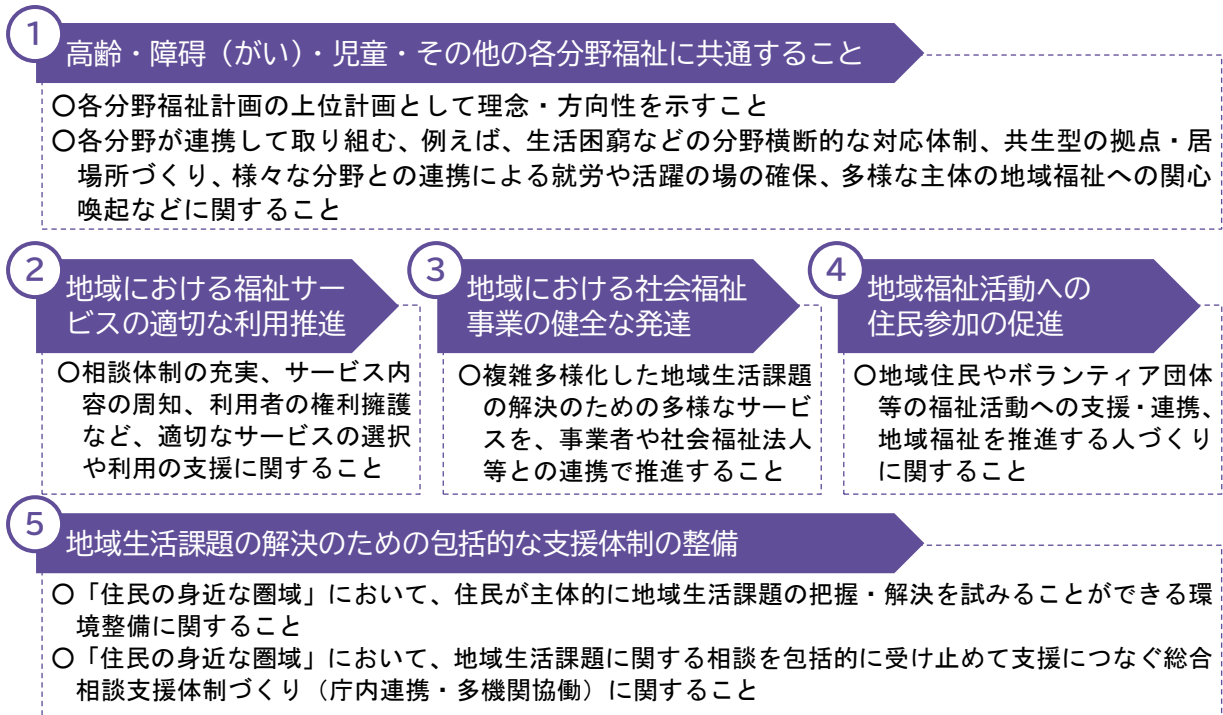 1
高齢・障碍（がい）・児童・その他の各分野福祉に共通すること
〇各分野福祉計画の上位計画として理念・方向性を示すこと
〇各分野が連携して取り組む、例えば、生活困窮などの分野横断的な対応体制、共生型の拠点・居
場所づくり、様々な分野との連携による就労や活躍の場の確保、多様な主体の地域福祉への関心
喚起などに関すること
2
地域における福祉サー
ビスの適切な利用推進
〇相談体制の充実、サービス内
容の周知、利用者の権利擁護
など、適切なサービスの選択
や利用の支援に関すること
3
地域における社会福祉
事業の健全な発達
〇複雑多様化した地域生活課題
の解決のための多様なサービ
スを、事業者や社会福祉法人
等との連携で推進すること
4
地域福祉活動への
住民参加の促進
〇地域住民やボランティア団体
等の福祉活動への支援・連携、
地域福祉を推進する人づくり
に関すること
5
地域生活課題の解決のための包括的な支援体制の整備
〇「住民の身近な圏域」において、住民が主体的に地域生活課題の把握・解決を試みることができる環
境整備に関すること
〇「住民の身近な圏域」において、地域生活課題に関する相談を包括的に受け止めて支援につなぐ総合
相談支援体制づくり（庁内連携・多機関協働）に関すること